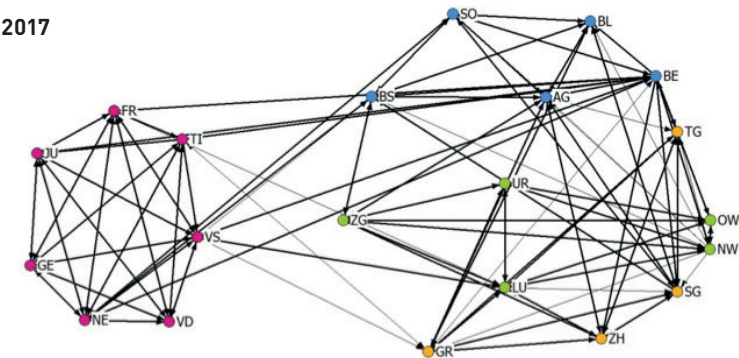 2017
SO
BL
BE
BS
AG
FR
TG
TI
JU
UR
ZG
OW
VS
NW
GE
LU
SG
NE
VD
ZH
GR